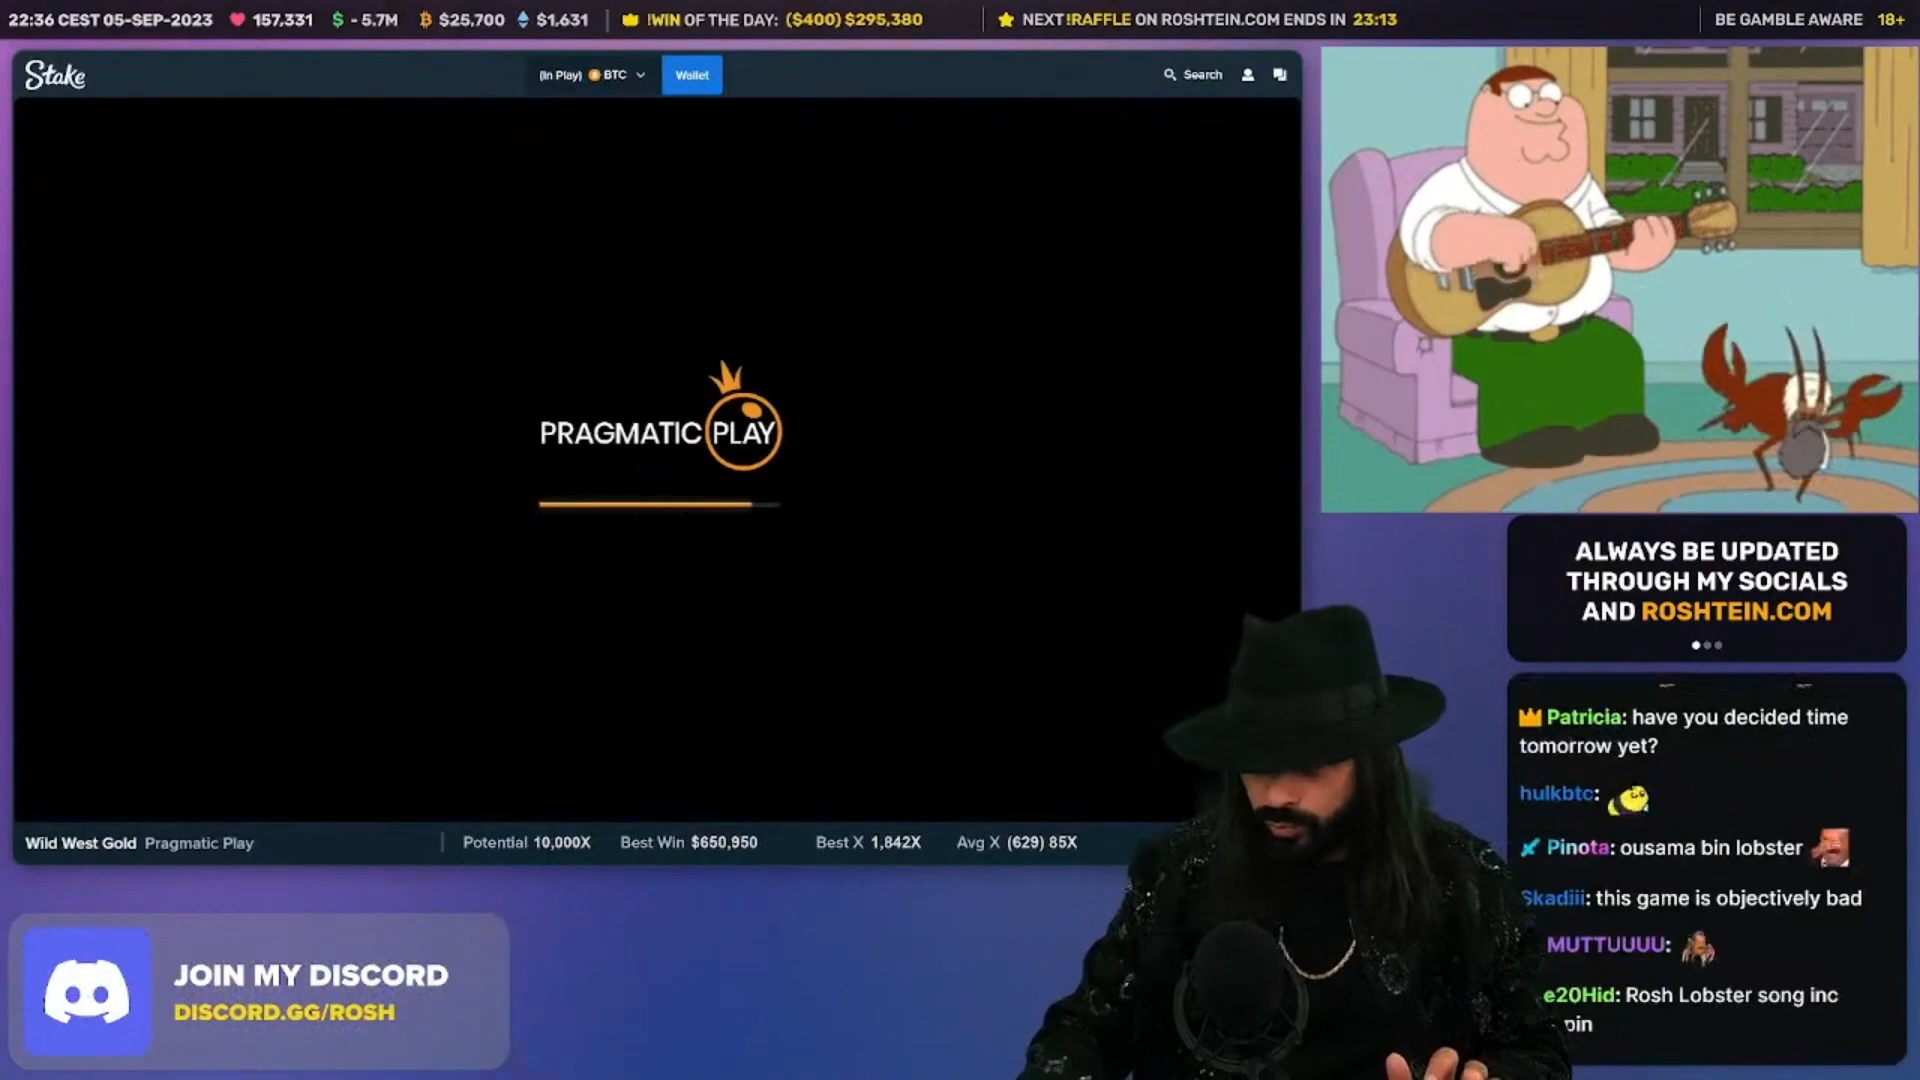 22:36 CEST 05-SEP-2023 157,331 $ - 5.7M $25,700 $1,631 !WIN OF THE DAY: ($400) $295,380 NEXT !RAFFLE ON ROSHTEIN.COM ENDS IN 23:13 BE GAMBLE AWARE 18+
Stake (In Play) BTC Wallet Search
PRAGMATIC PLAY
Wild West Gold Pragmatic Play Potential 10,000X Best Win $650,950 Best X 1,842X Avg X (629) 85X
ALWAYS BE UPDATED
THROUGH MY SOCIALS
AND ROSHTEIN.COM
Patricia: have you decided time
tomorrow yet?
hulkbtc:
Pinota: ousama bin lobster
Skadiii: this game is objectively bad
MUTTUUUU:
e20Hid: Rosh Lobster song inc
pin
JOIN MY DISCORD
DISCORD.GG/ROSH